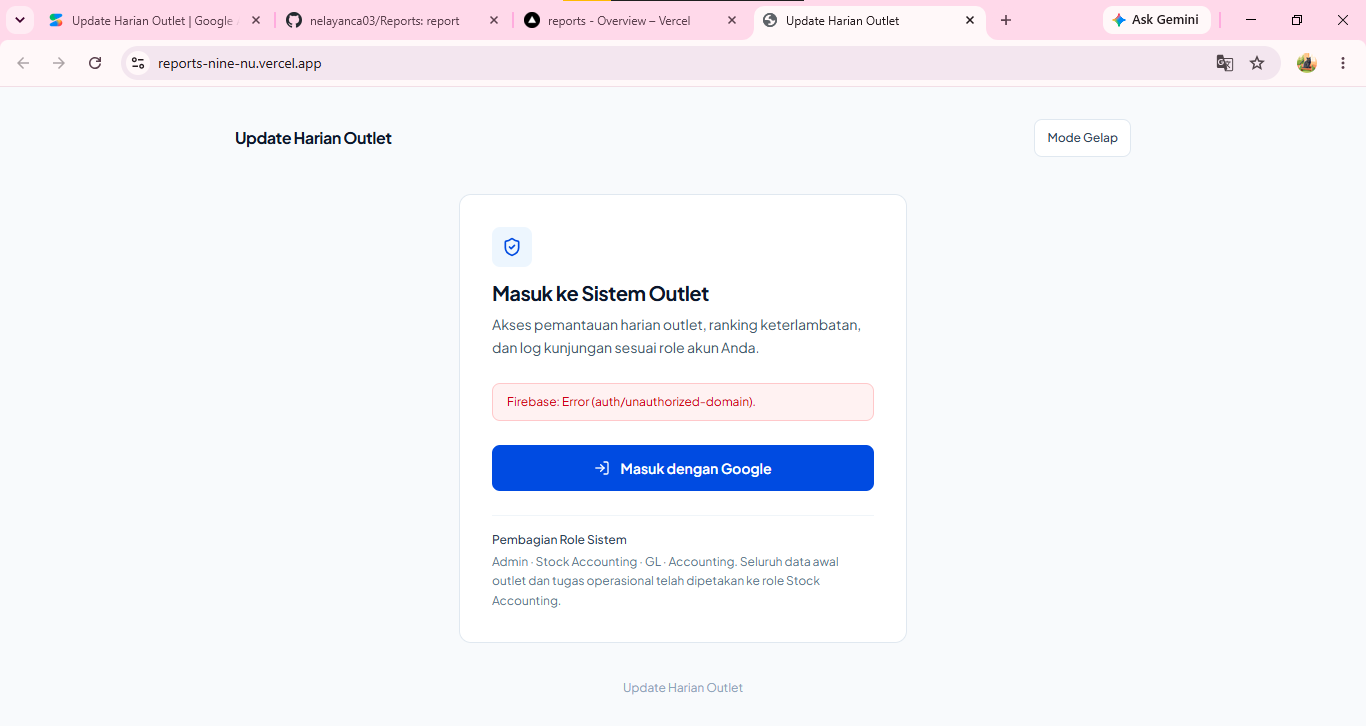 Update Harian Outlet | Google
nelayanca03/Reports: report
reports - Overview – Vercel
Update Harian Outlet
Ask Gemini
reports-nine-nu.vercel.app
Update Harian Outlet
Mode Gelap
Masuk ke Sistem Outlet
Akses pemantauan harian outlet, ranking keterlambatan,
dan log kunjungan sesuai role akun Anda.
Firebase: Error (auth/unauthorized-domain).
Masuk dengan Google
Pembagian Role Sistem
Admin · Stock Accounting · GL · Accounting. Seluruh data awal
outlet dan tugas operasional telah dipetakan ke role Stock
Accounting.
Update Harian Outlet